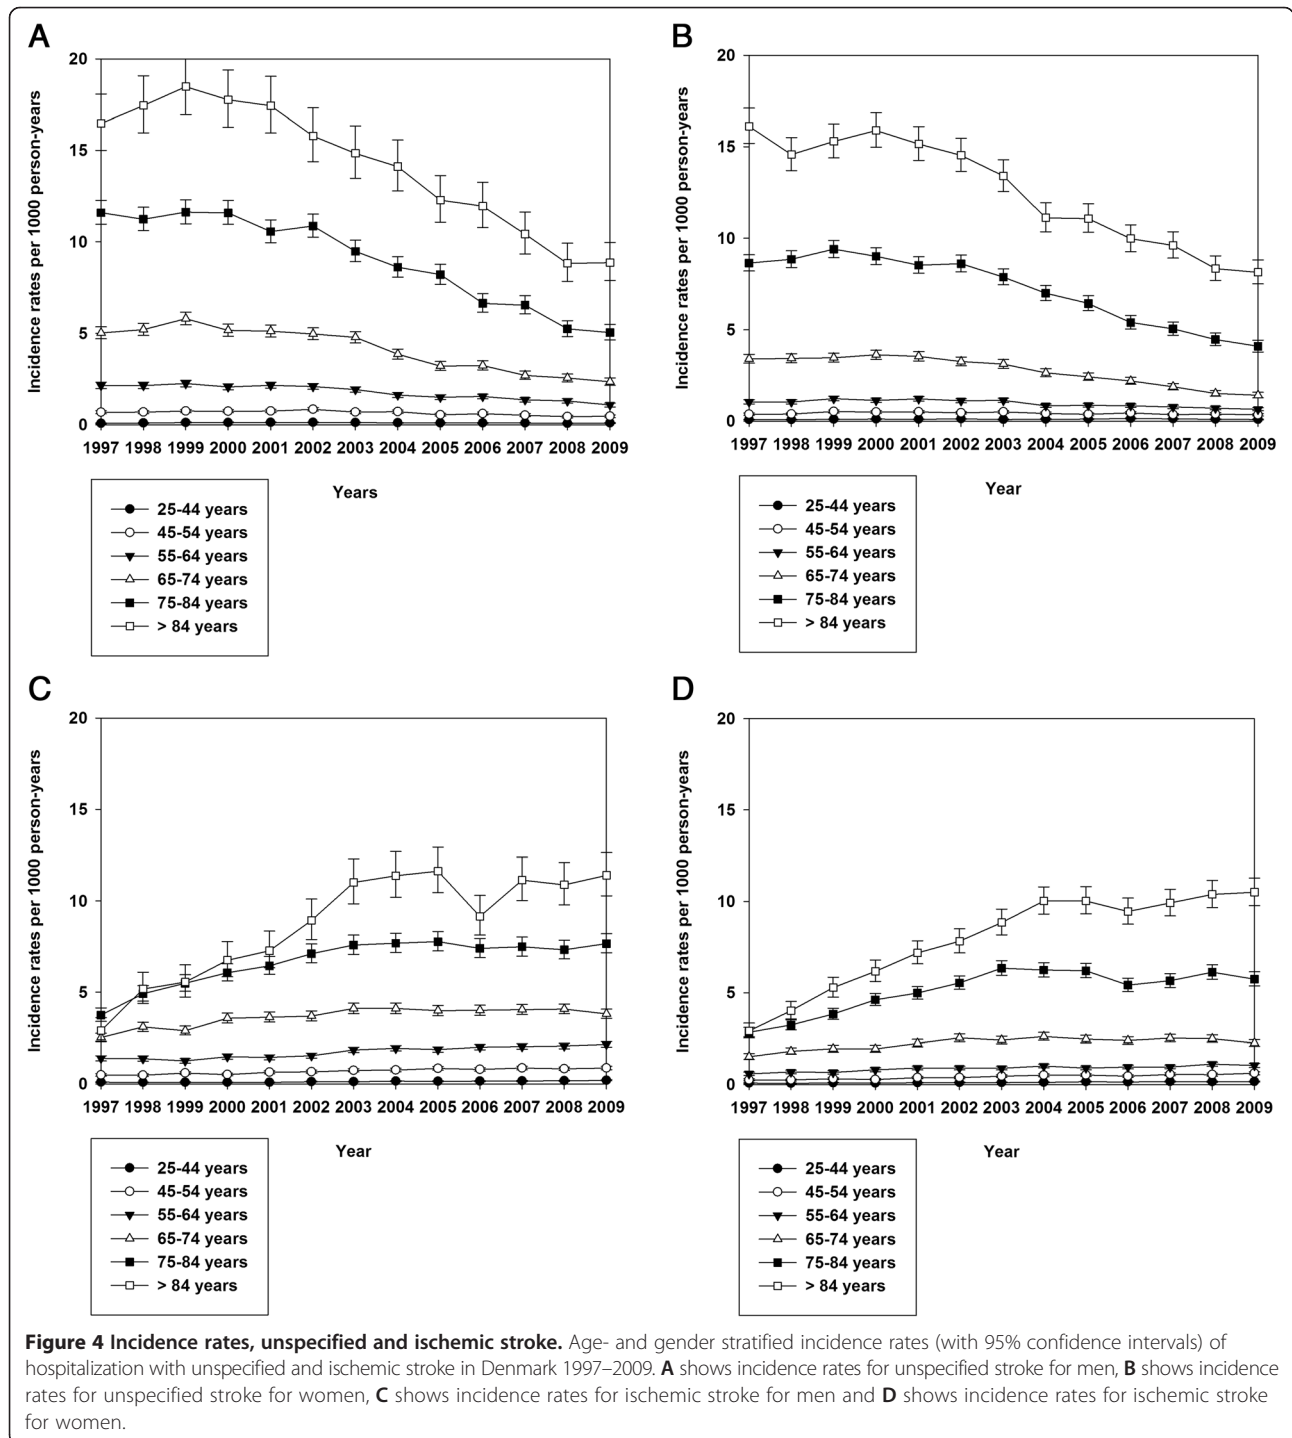 A
Incidence rates per 1000 person-years
20
15
10
5
0
1997 1998 1999 2000 2001 2002 2003 2004 2005 2006 2007 2008 2009
Years
25-44 years
45-54 years
55-64 years
65-74 years
75-84 years
> 84 years
B
Incidence rates per 1000 person-years
20
15
10
5
0
1997 1998 1999 2000 2001 2002 2003 2004 2005 2006 2007 2008 2009
Year
25-44 years
45-54 years
55-64 years
65-74 years
75-84 years
> 84 years
C
Incidence rates per 1000 person-years
20
15
10
5
0
1997 1998 1999 2000 2001 2002 2003 2004 2005 2006 2007 2008 2009
Year
25-44 years
45-54 years
55-64 years
65-74 years
75-84 years
> 84 years
D
Incidence rates per 1000 person-years
20
15
10
5
0
1997 1998 1999 2000 2001 2002 2003 2004 2005 2006 2007 2008 2009
Year
25-44 years
45-54 years
55-64 years
65-74 years
75-84 years
> 84 years
Figure 4 Incidence rates, unspecified and ischemic stroke. Age- and gender stratified incidence rates (with 95% confidence intervals) of
hospitalization with unspecified and ischemic stroke in Denmark 1997–2009. A shows incidence rates for unspecified stroke for men, B shows incidence
rates for unspecified stroke for women, C shows incidence rates for ischemic stroke for men and D shows incidence rates for ischemic stroke
for women.